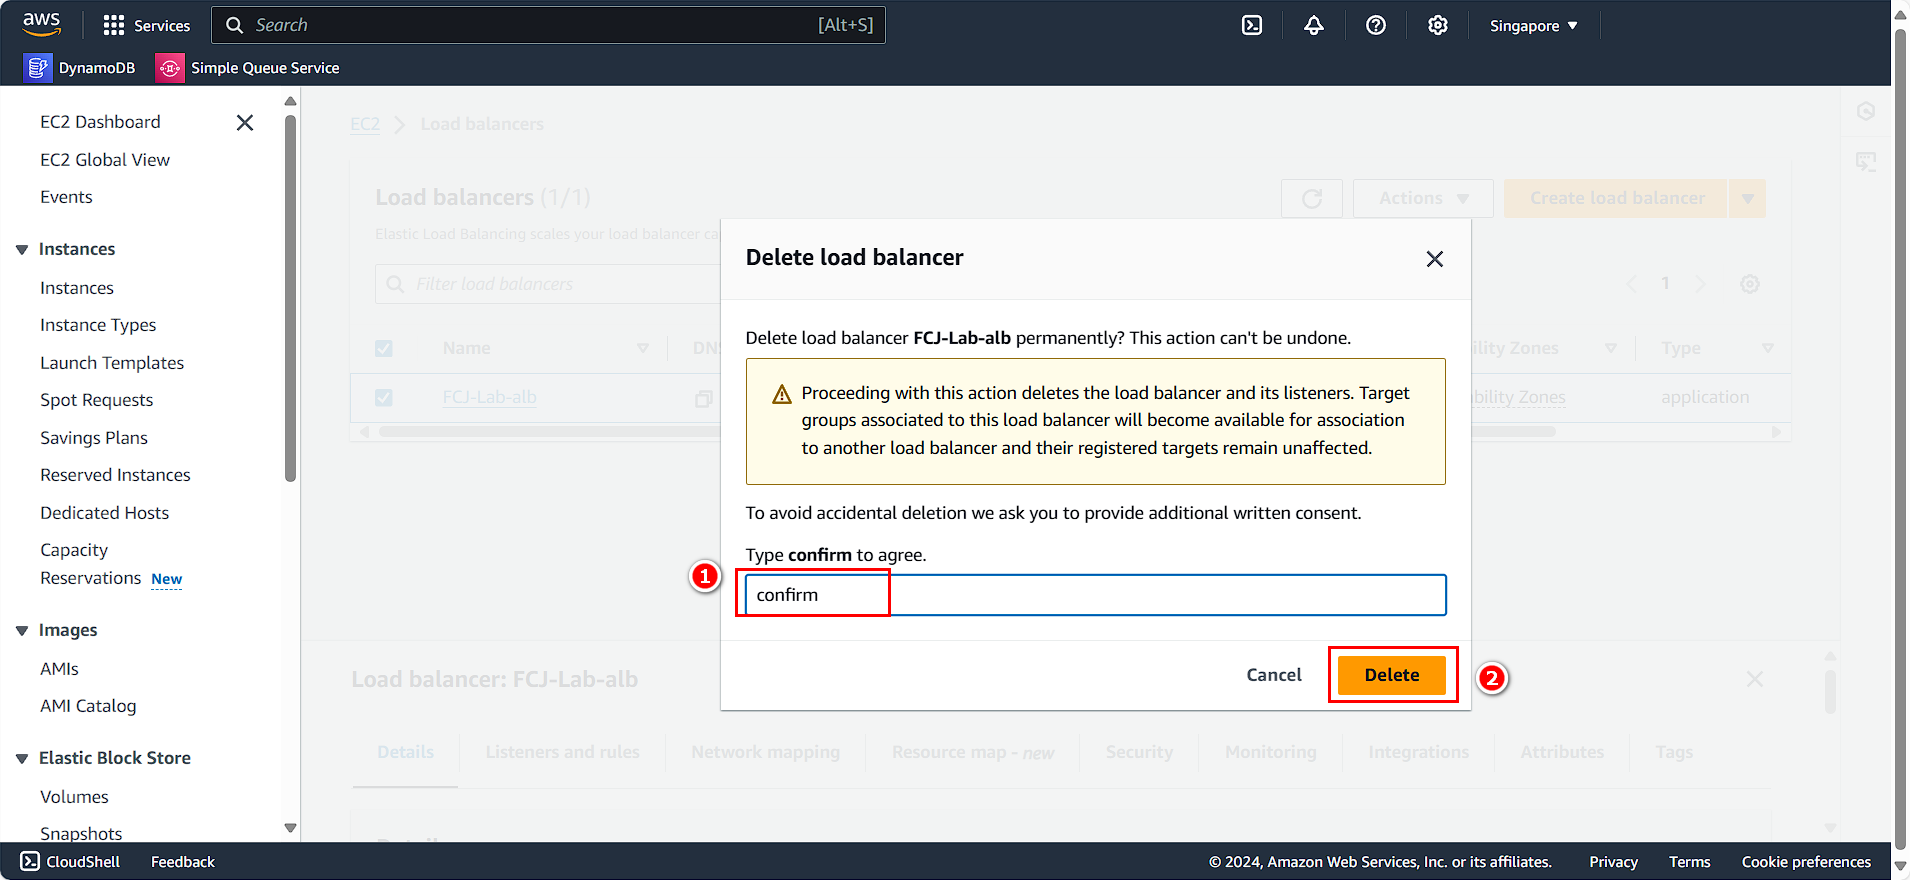 aws
Services
Search
[Alt+S]
Singapore
DynamoDB
Simple Queue Service
EC2 Dashboard
EC2 Global View
Events
Instances
Instances
Instance Types
Launch Templates
Spot Requests
Savings Plans
Reserved Instances
Dedicated Hosts
Capacity
Reservations New
Images
AMIs
AMI Catalog
Elastic Block Store
Volumes
Snapshots
EC2
Load balancers
Load balancers (1/1)
Actions
Create load balancer
Elastic Load Balancing scales your load balancer
Filter load balancers
1
Name
Zones
Type
FCJ-Lab-alb
Zones
application
Delete load balancer
Delete load balancer FCJ-Lab-alb permanently? This action can't be undone.
Proceeding with this action deletes the load balancer and its listeners. Target
groups associated to this load balancer will become available for association
to another load balancer and their registered targets remain unaffected.
To avoid accidental deletion we ask you to provide additional written consent.
Type confirm to agree.
1
confirm
Cancel
Delete
2
Load balancer: FCJ-Lab-alb
Details
Listeners and rules
Network mapping
Resource map - new
Security
Monitoring
Integrations
Attributes
Tags
CloudShell
Feedback
© 2024, Amazon Web Services, Inc. or its affiliates.
Privacy
Terms
Cookie preferences